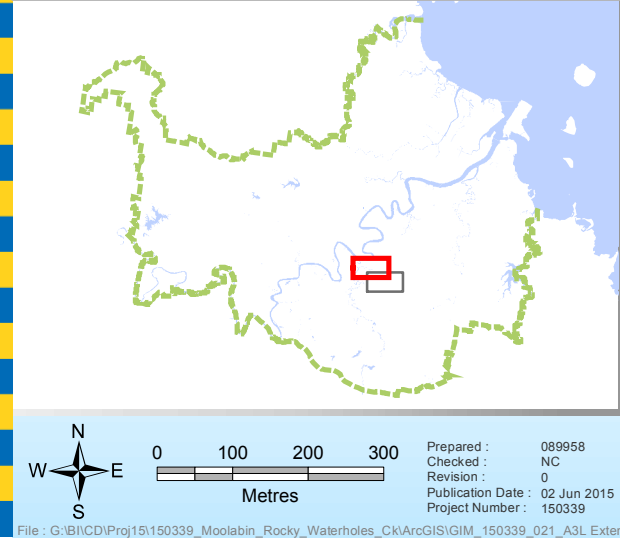 N
W E
S
0 100 200 300
Metres
Prepared : 089958
Checked : NC
Revision : 0
Publication Date : 02 Jun 2015
Project Number : 150339
File : G:\BI\CD\Proj15\150339_Moolabin_Rocky_Waterholes_Ck\ArcGIS\GIM_150339_021_A3L